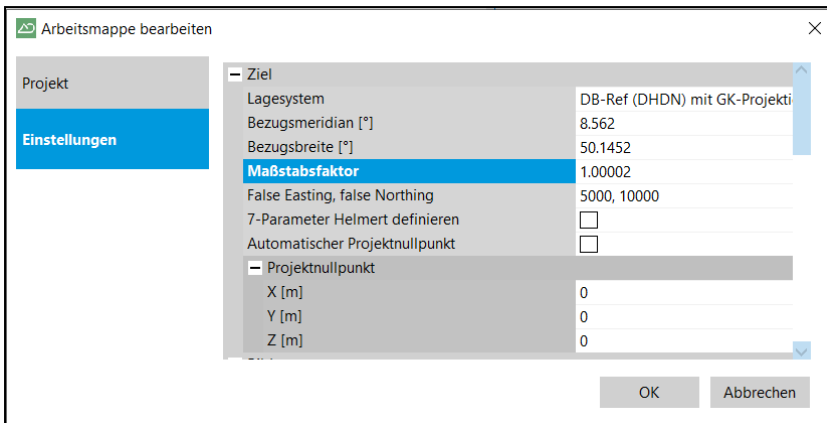 Arbeitsmappe bearbeiten
Projekt
Einstellungen
Ziel
Lagesystem DB-Ref (DHDN) mit GK-Projekti
Bezugsmeridian [°] 8.562
Bezugsbreite [°] 50.1452
Maßstabsfaktor 1.00002
False Easting, false Northing 5000, 10000
7-Parameter Helmert definieren
Automatischer Projektnullpunkt
Projektnullpunkt
X [m] 0
Y [m] 0
Z [m] 0
OK Abbrechen